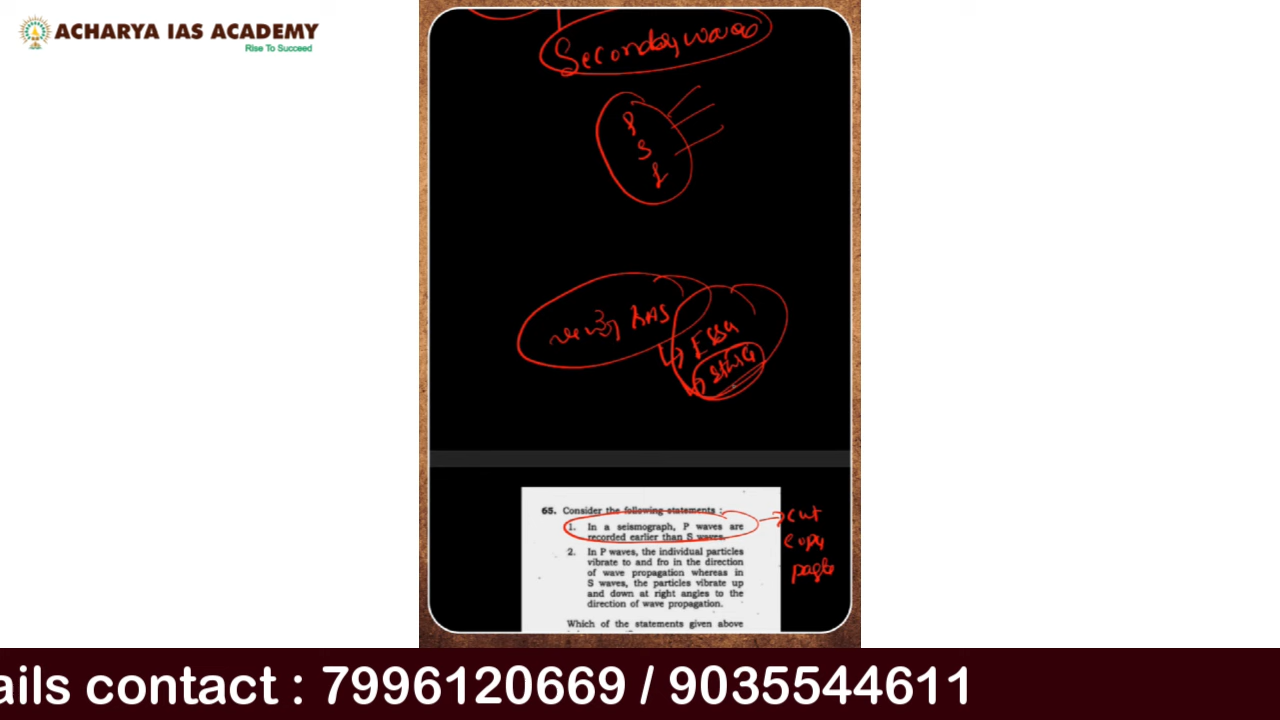 ACHARYA IAS ACADEMY
Rise To Succeed
Secondary waves
P
S
L
65. Consider the following statements :
1. In a seismograph, P waves are
recorded earlier than S waves.
2. In P waves, the individual particles
vibrate to and fro in the direction
of wave propagation whereas in
S waves, the particles vibrate up
and down at right angles to the
direction of wave propagation.
Which of the statements given above
cut
copy
paste
ails contact : 7996120669 / 9035544611